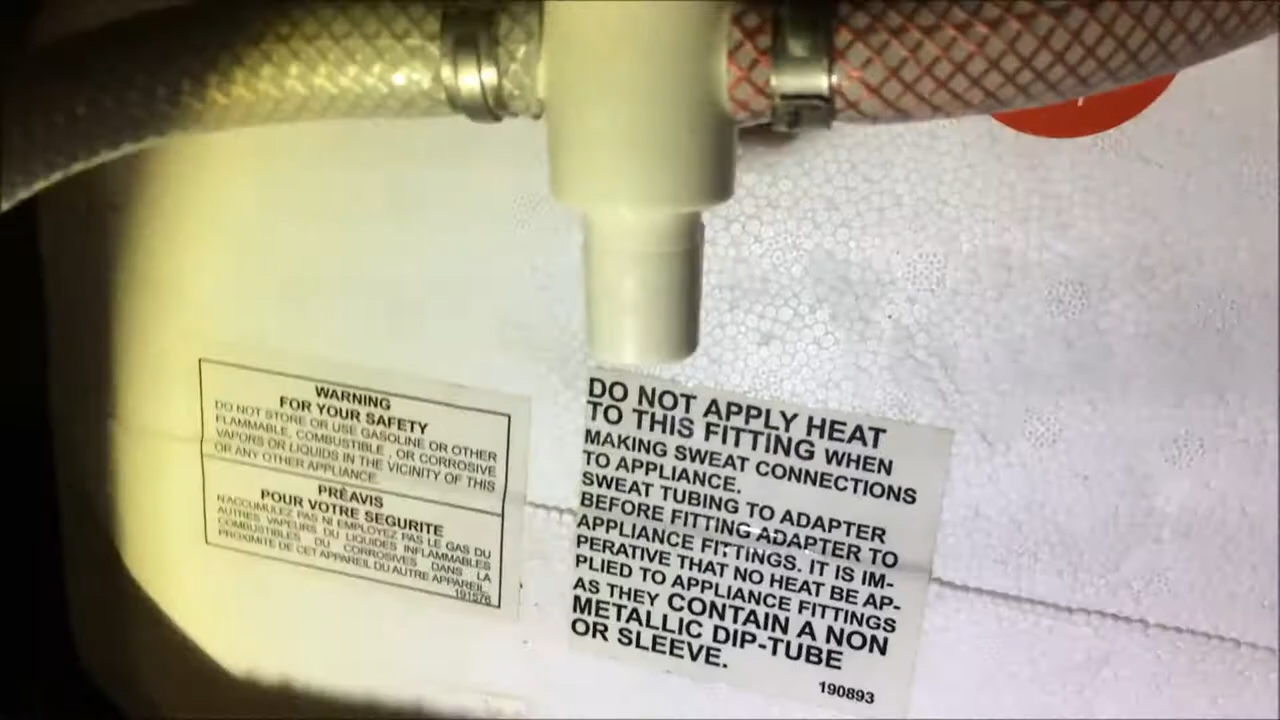 WARNING
FOR YOUR SAFETY
DO NOT STORE OR USE GASOLINE OR OTHER
FLAMMABLE, COMBUSTIBLE , OR CORROSIVE
VAPORS OR LIQUIDS IN THE VICINITY OF THIS
OR ANY OTHER APPLIANCE.
PRÉAVIS
POUR VOTRE SEGURITE
N'ACCUMULEZ PAS NI EMPLOYEZ PAS LE GAS DU
AUTRES VAPEURS DU LIQUIDES INFLAMMABLES
COMBUSTIBLES DU CORROSIVES DANS LA
PROXIMITE DE CET APPAREIL DU AUTRE APPAREIL.
191576
DO NOT APPLY HEAT
TO THIS FITTING WHEN
MAKING SWEAT CONNECTIONS
TO APPLIANCE.
SWEAT TUBING TO ADAPTER
BEFORE FITTING ADAPTER TO
APPLIANCE FITTINGS. IT IS IM-
PERATIVE THAT NO HEAT BE AP-
PLIED TO APPLIANCE FITTINGS
AS THEY CONTAIN A NON
METALLIC DIP-TUBE
OR SLEEVE.
190893